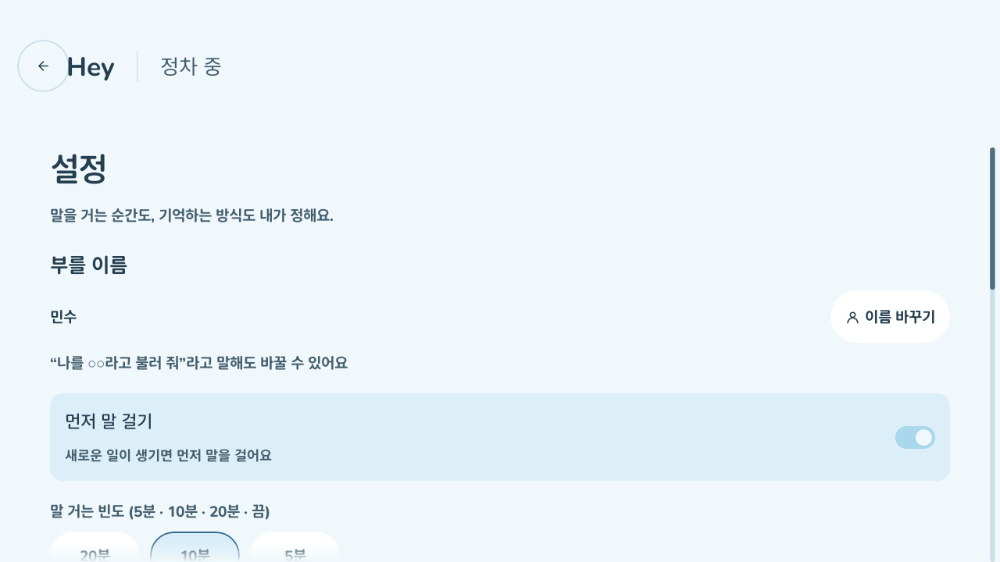 Hey
정차 중
설정
말을 거는 순간도, 기억하는 방식도 내가 정해요.
부를 이름
민수
이름 바꾸기
“나를 ○○라고 불러 줘”라고 말해도 바꿀 수 있어요
먼저 말 걸기
새로운 일이 생기면 먼저 말을 걸어요
말 거는 빈도 (5분 · 10분 · 20분 · 끔)
20분
10분
5분